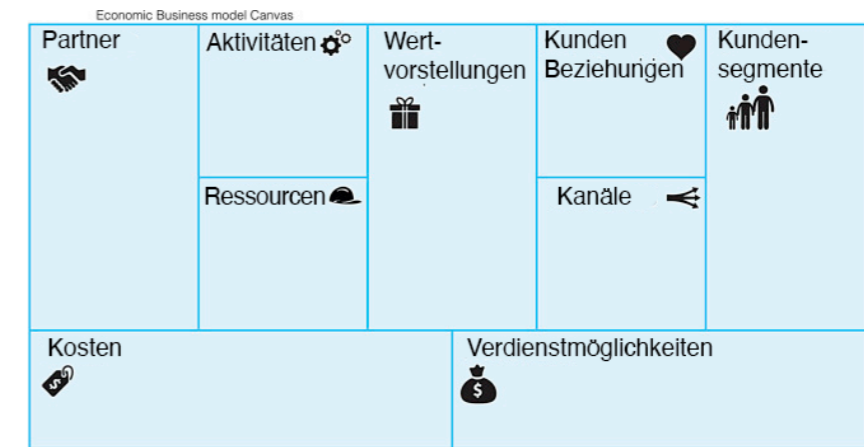 Economic Business model Canvas
Partner
Aktivitäten
Wert-
vorstellungen
Kunden
Beziehungen
Kunden-
segmente
Ressourcen
Kanäle
Kosten
Verdienstmöglichkeiten